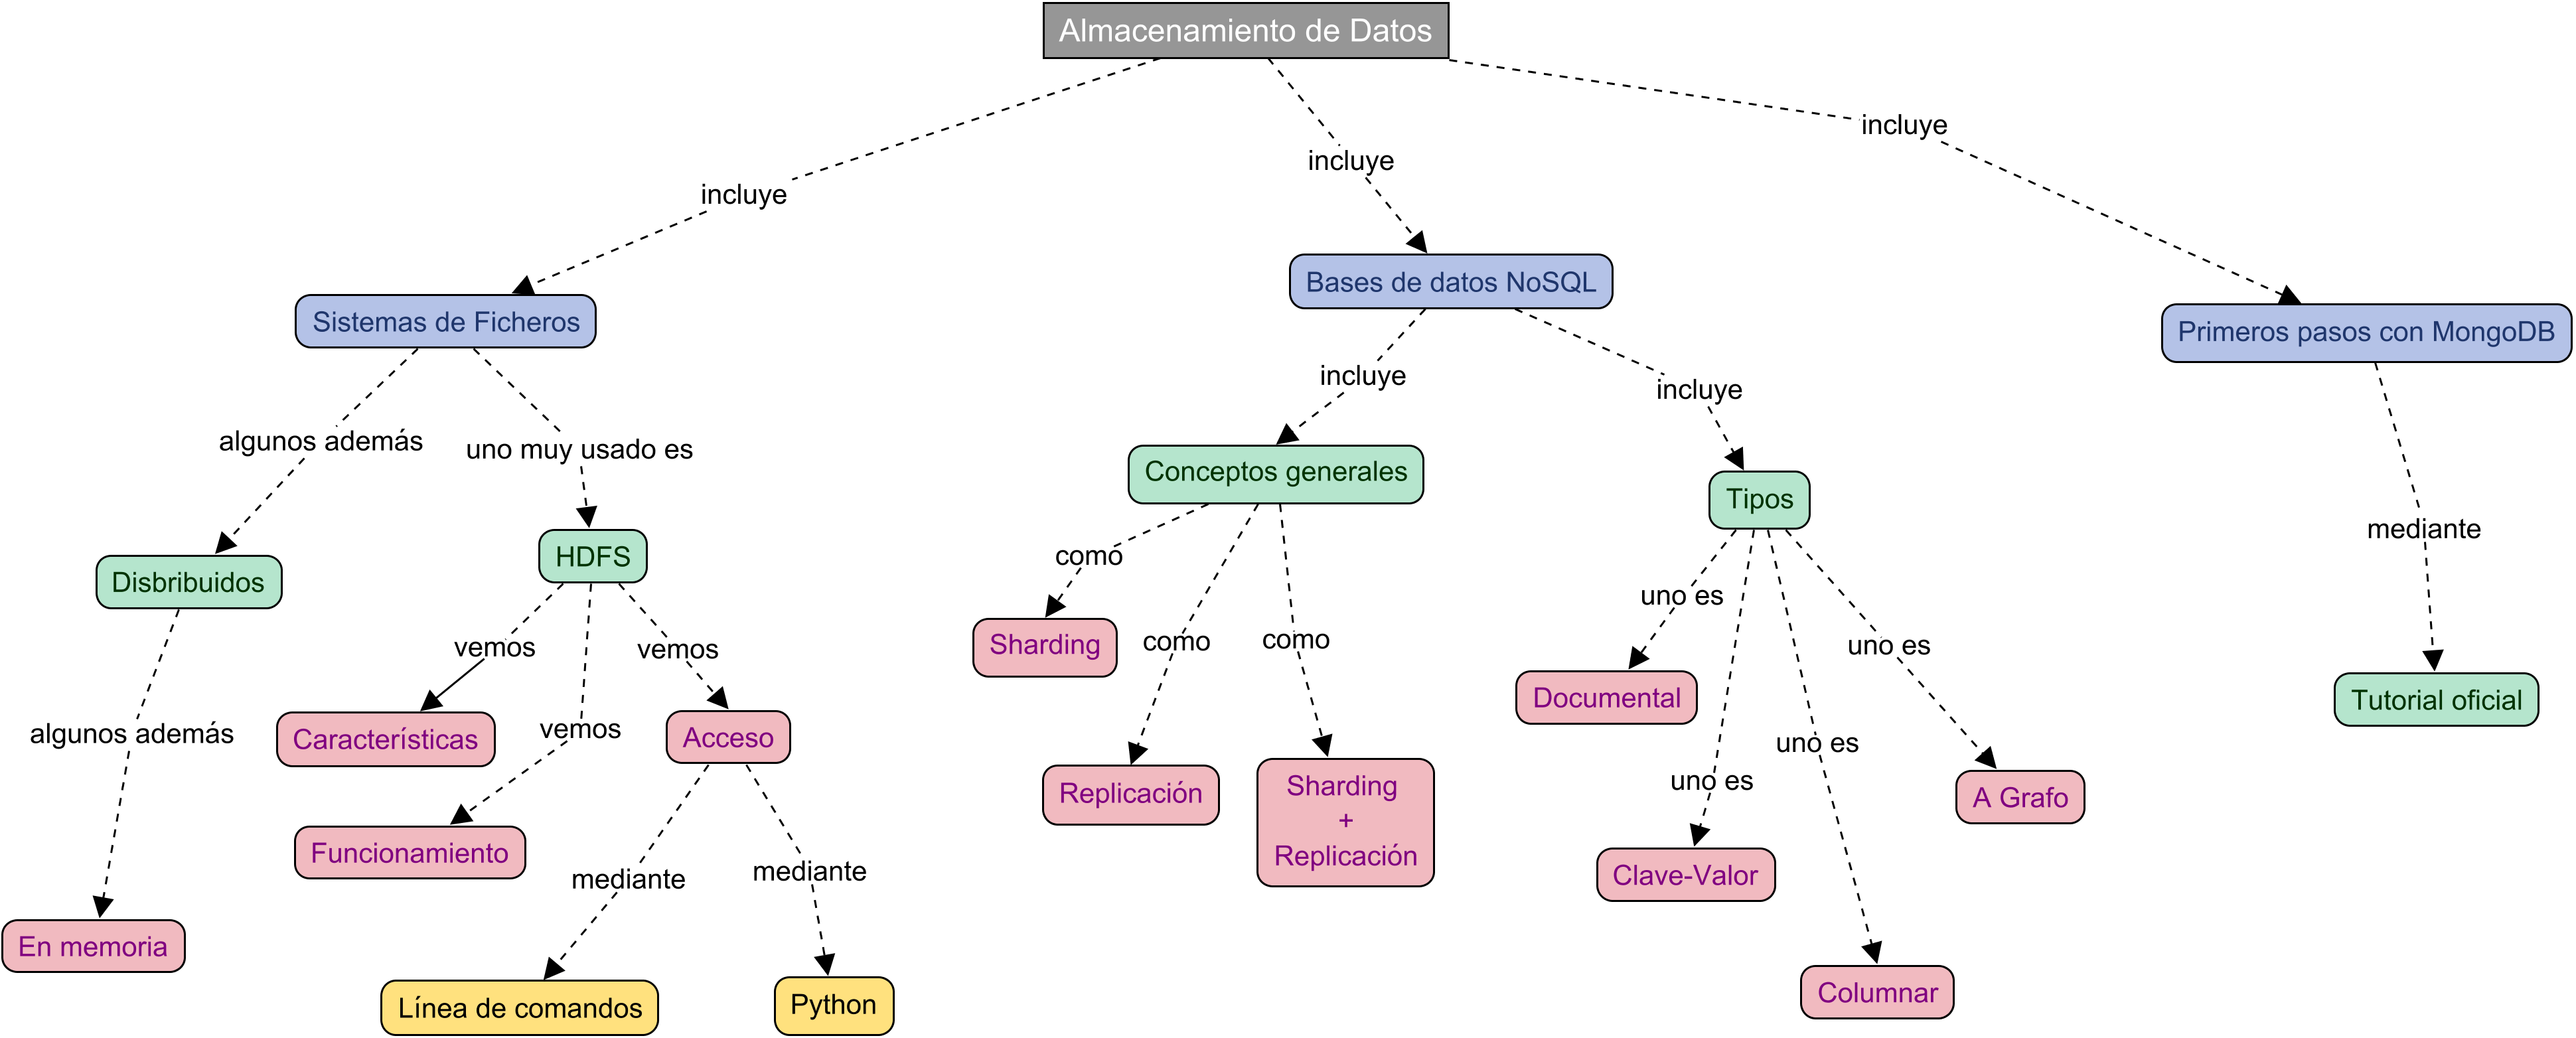 Almacenamiento de Datos
incluye
incluye
incluye
Sistemas de Ficheros
Bases de datos NoSQL
Primeros pasos con MongoDB
algunos además
uno muy usado es
incluye
incluye
mediante
Disbribuidos
HDFS
Conceptos generales
Tipos
Tutorial oficial
algunos además
vemos
vemos
vemos
como
como
como
uno es
uno es
uno es
uno es
En memoria
Características
Funcionamiento
Acceso
mediante
mediante
Línea de comandos
Python
Sharding
Replicación
Sharding
+
Replicación
Documental
Clave-Valor
Columnar
A Grafo